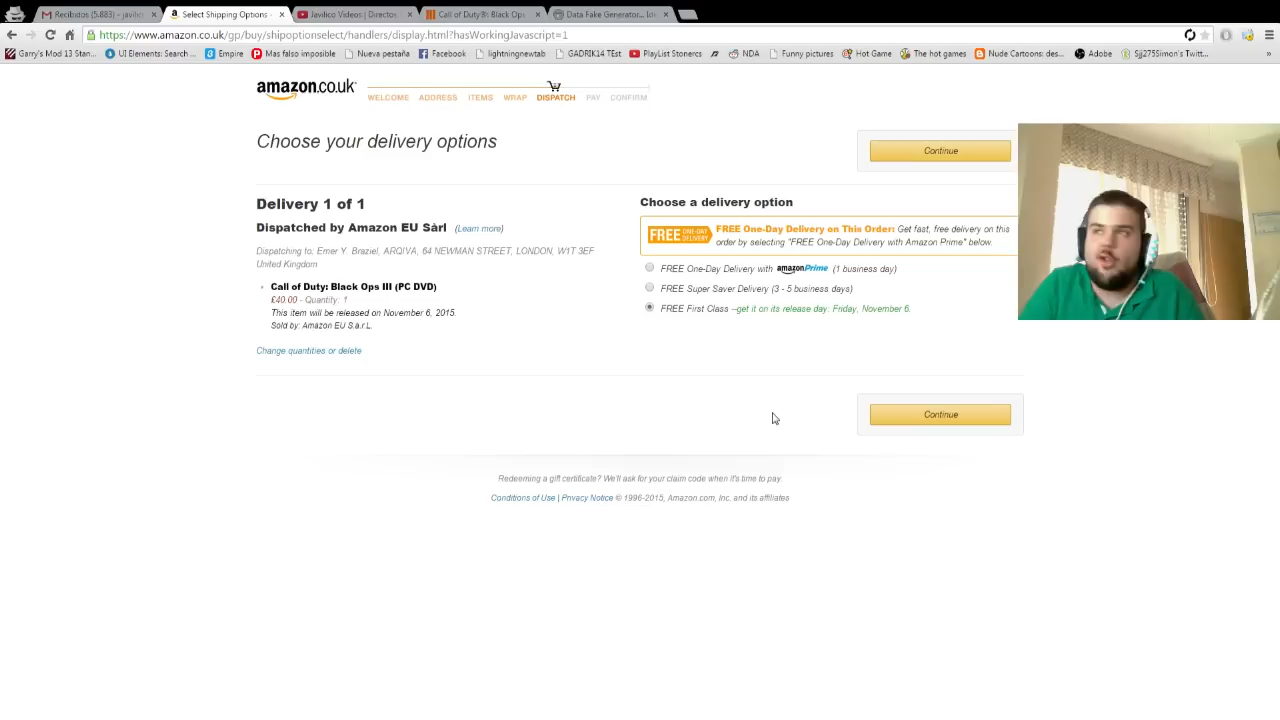 Recibidos (5.883) - javilico
Select Shipping Options -
Javilico Videos | Directos
Call of Duty®: Black Ops
Data Fake Generator...
https://www.amazon.co.uk/gp/buy/shipoptionselect/handlers/display.html?hasWorkingJavascript=1
Garry's Mod 13 Stan...
UI Elements: Search ...
Empire
Mas falso imposible
Nueva pestaña
Facebook
lightningnewtab
GADRIK14 TEst
PlayList Stonercs
NDA
Funny pictures
Hot Game
The hot games
Nude Cartoons: des...
Adobe
Sjj275Simon's Twitt...
»
amazon.co.uk
WELCOME ADDRESS ITEMS WRAP DISPATCH PAY CONFIRM
Choose your delivery options
Continue
Delivery 1 of 1
Dispatched by Amazon EU Sàrl (Learn more)
Dispatching to: Emer Y. Braziel, ARQIVA, 64 NEWMAN STREET, LONDON, W1T 3EF
United Kingdom
Call of Duty: Black Ops III (PC DVD)
£40.00 - Quantity: 1
This item will be released on November 6, 2015.
Sold by: Amazon EU S.a.r.L.
Change quantities or delete
Choose a delivery option
FREE ONE-DAY DELIVERY
FREE One-Day Delivery on This Order: Get fast, free delivery on this
order by selecting "FREE One-Day Delivery with Amazon Prime" below.
FREE One-Day Delivery with amazonPrime (1 business day)
FREE Super Saver Delivery (3 - 5 business days)
FREE First Class --get it on its release day: Friday, November 6.
Continue
Redeeming a gift certificate? We'll ask for your claim code when it's time to pay.
Conditions of Use | Privacy Notice © 1996-2015, Amazon.com, Inc. and its affiliates